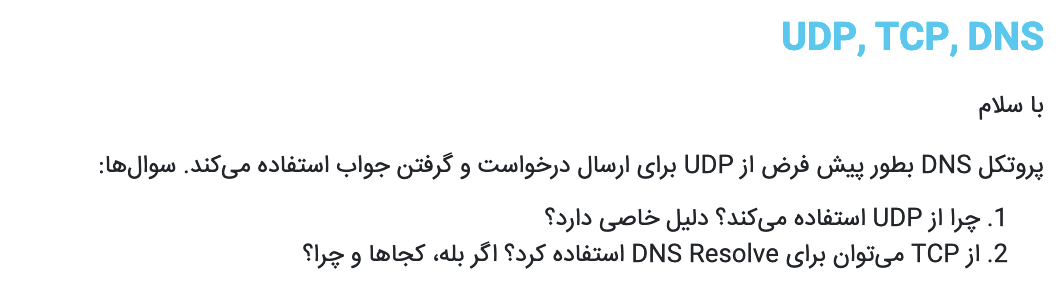 UDP, TCP, DNS
با سلام
پروتکل DNS بطور پیش فرض از UDP برای ارسال درخواست و گرفتن جواب استفاده می‌کند. سوال‌ها:
1. چرا از UDP استفاده می‌کند؟ دلیل خاصی دارد؟
2. از TCP می‌توان برای DNS Resolve استفاده کرد؟ اگر بله، کجاها و چرا؟